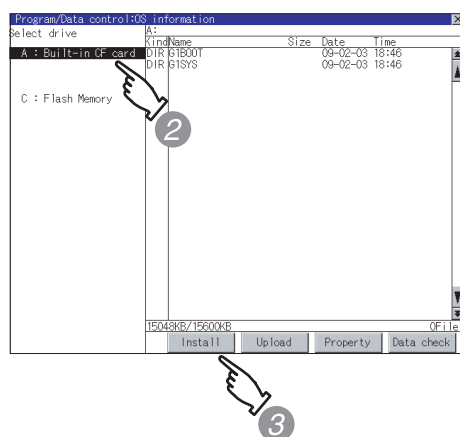 Program/Data control:OS information X
Select drive
A:
Kind Name Size Date Time
A : Built-in CF card
DIR G1BOOT 09-02-03 18:46
DIR G1SYS 09-02-03 18:46
C : Flash Memory
2
15048KB/15600KB 0File
Install Upload Property Data check
3